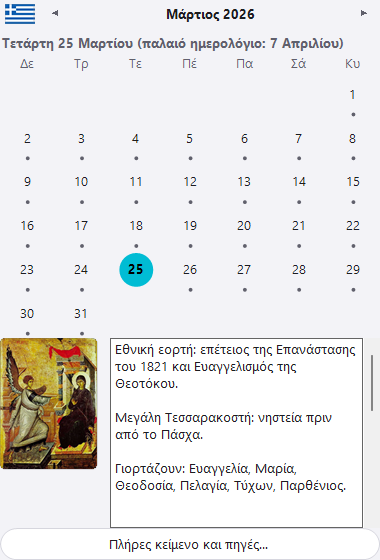 Μάρτιος 2026
Τετάρτη 25 Μαρτίου (παλαιό ημερολόγιο: 7 Απριλίου)
Δε Τρ Τε Πέ Πα Σά Κυ
1
2 3 4 5 6 7 8
9 10 11 12 13 14 15
16 17 18 19 20 21 22
23 24 25 26 27 28 29
30 31
Εθνική εορτή: επέτειος της Επανάστασης
του 1821 και Ευαγγελισμός της
Θεοτόκου.
Μεγάλη Τεσσαρακοστή: νηστεία πριν
από το Πάσχα.
Γιορτάζουν: Ευαγγελία, Μαρία,
Θεοδοσία, Πελαγία, Τύχων, Παρθένιος.
Πλήρες κείμενο και πηγές...